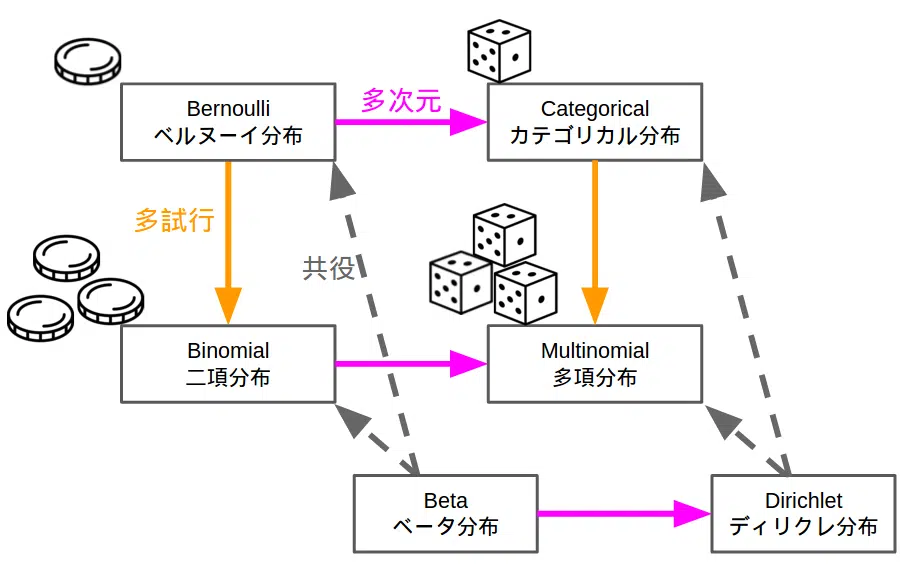 Bernoulli
ベルヌーイ分布
多次元
Categorical
カテゴリカル分布
多試行
共役
Binomial
二項分布
Multinomial
多項分布
Beta
ベータ分布
Dirichlet
ディリクレ分布